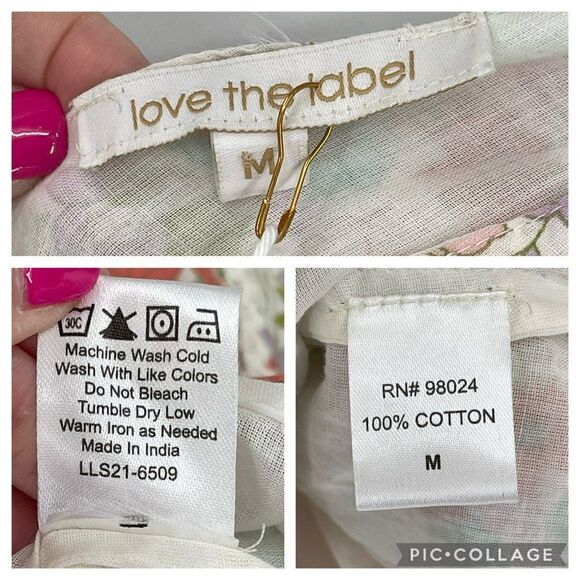 love the label
M
30C
Machine Wash Cold
Wash With Like Colors
Do Not Bleach
Tumble Dry Low
Warm Iron as Needed
Made In India
LLS21-6509
RN# 98024
100% COTTON
M
PIC•COLLAGE